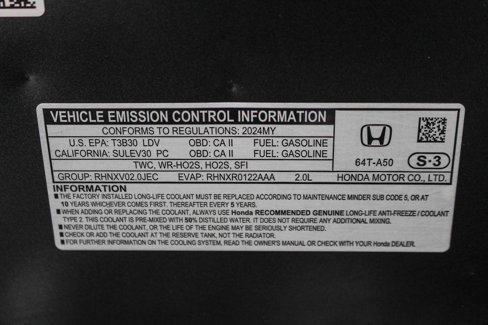 VEHICLE EMISSION CONTROL INFORMATION
CONFORMS TO REGULATIONS: 2024MY
U.S. EPA: T3B30 LDV OBD: CA II FUEL: GASOLINE
CALIFORNIA: SULEV30 PC OBD: CA II FUEL: GASOLINE
TWC, WR-HO2S, HO2S, SFI
64T-A50 S·3
GROUP: RHNXV02.0JEC EVAP: RHNXR0122AAA 2.0L HONDA MOTOR CO., LTD.
INFORMATION
■ THE FACTORY INSTALLED LONG-LIFE COOLANT MUST BE REPLACED ACCORDING TO MAINTENANCE MINDER SUB CODE 5, OR AT
10 YEARS WHICHEVER COMES FIRST. THEREAFTER EVERY 5 YEARS.
■ WHEN ADDING OR REPLACING THE COOLANT, ALWAYS USE Honda RECOMMENDED GENUINE LONG-LIFE ANTI-FREEZE / COOLANT
TYPE 2. THIS COOLANT IS PRE-MIXED WITH 50% DISTILLED WATER. IT DOES NOT REQUIRE ANY ADDITIONAL MIXING.
■ NEVER DILUTE THE COOLANT, OR THE LIFE OF THE ENGINE MAY BE SERIOUSLY SHORTENED.
■ CHECK OR ADD THE COOLANT AT THE RESERVE TANK, NOT THE RADIATOR.
■ FOR FURTHER INFORMATION ON THE COOLING SYSTEM, READ THE OWNER'S MANUAL OR CHECK WITH YOUR Honda DEALER.